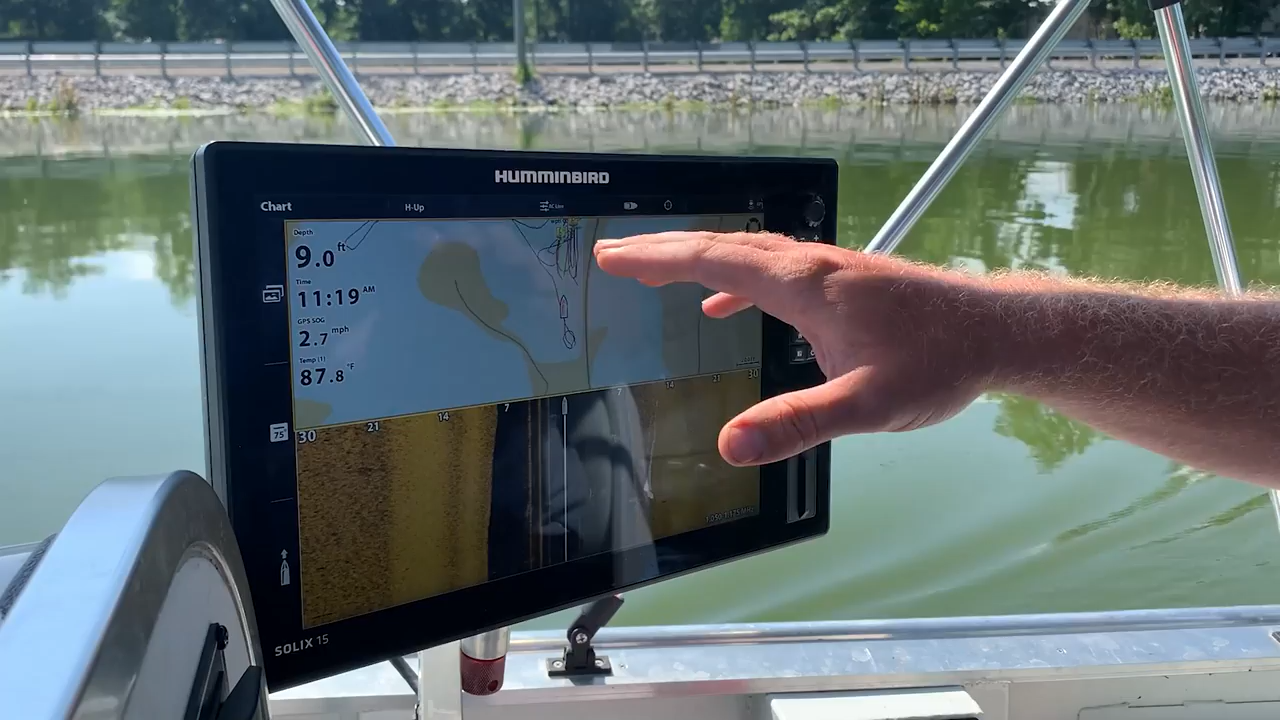 HUMMINBIRD
Chart
H-Up
Depth
9.0 ft
Time
11:19 AM
GPS SOG
2.7 mph
Temp (1)
87.8 °F
30 21 14 7 7 14 21 30
75
SOLIX 15